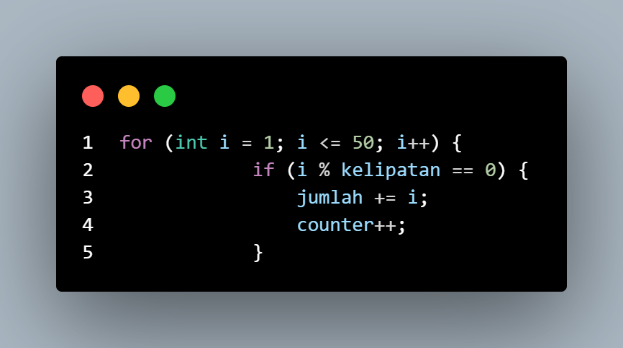 1 for (int i = 1; i <= 50; i++) {
2             if (i % kelipatan == 0) {
3                 jumlah += i;
4                 counter++;
5             }